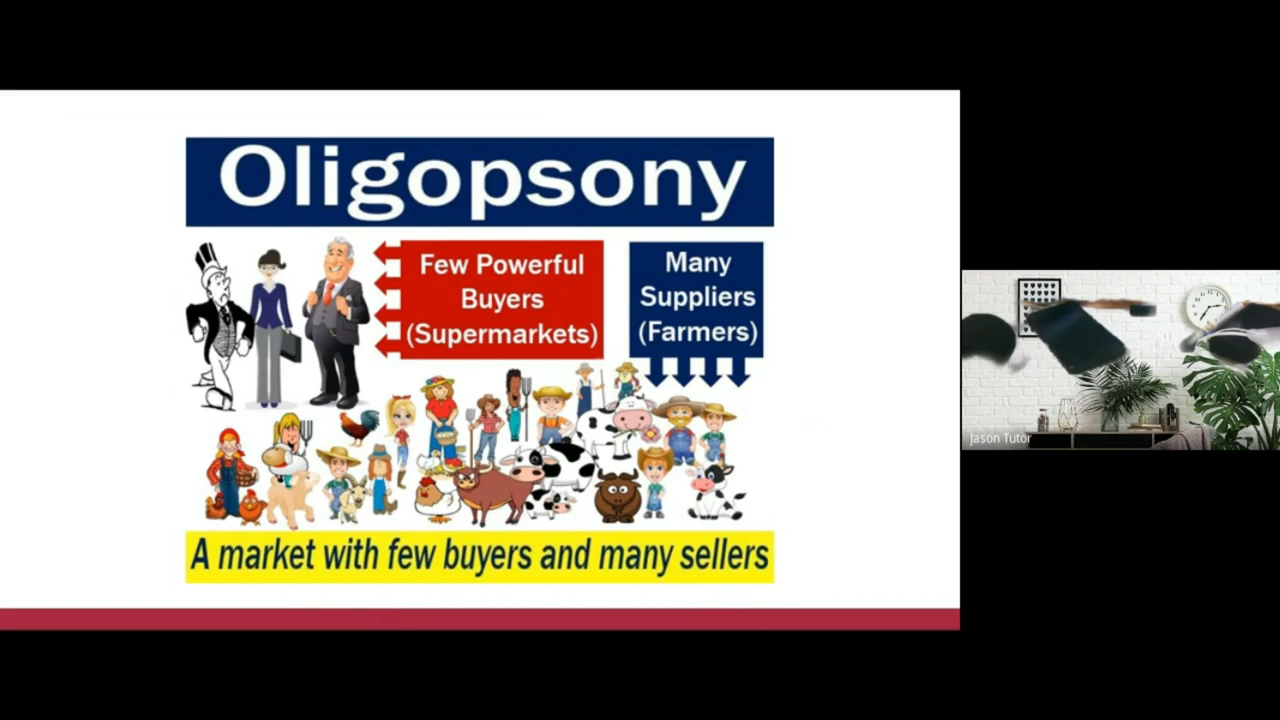 Oligopsony
Few Powerful
Buyers
(Supermarkets)
Many
Suppliers
(Farmers)
A market with few buyers and many sellers
Jason Tutor